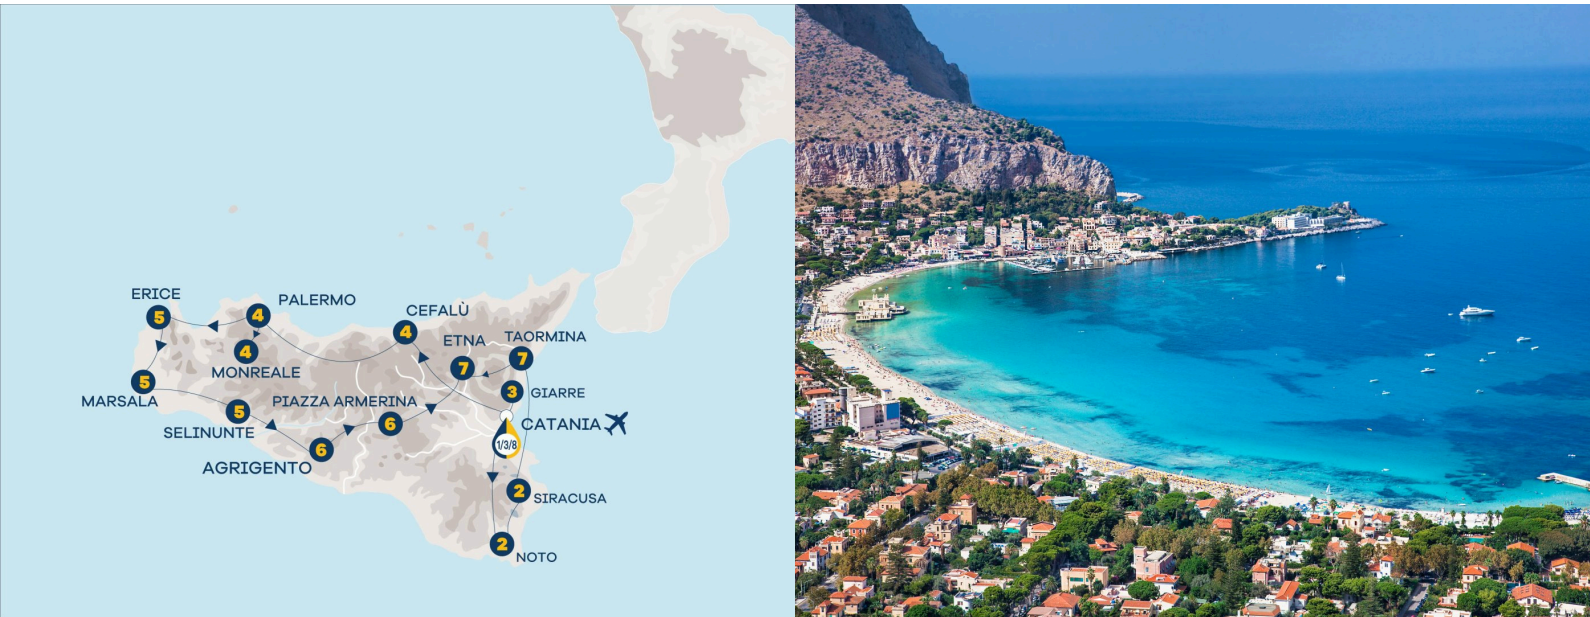 ERICE
5
4
PALERMO
CEFALÙ
4
ETNA
TAORMINA
7
7
4
MONREALE
5
MARSALA
3
GIARRE
PIAZZA ARMERINA
5
SELINUNTE
6
CATANIA
1/3/8
6
AGRIGENTO
2
SIRACUSA
2
NOTO